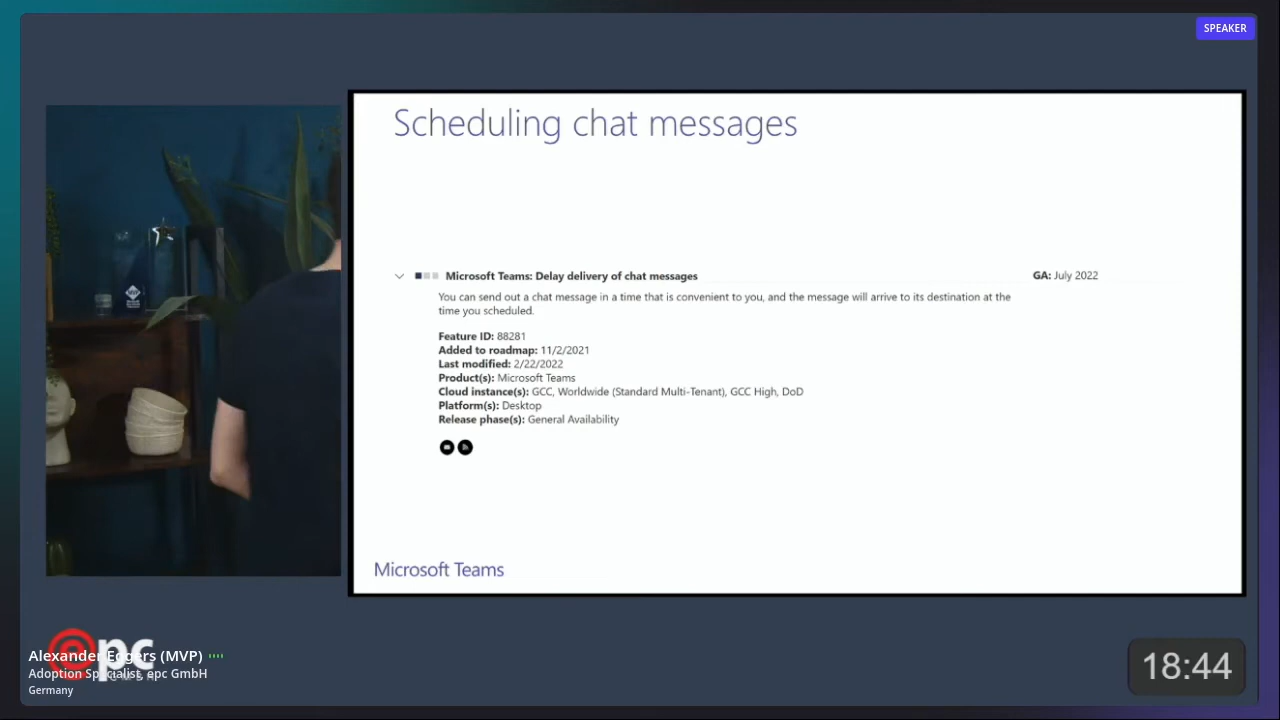 SPEAKER
Scheduling chat messages
Microsoft Teams: Delay delivery of chat messages
GA: July 2022
You can send out a chat message in a time that is convenient to you, and the message will arrive to its destination at the
time you scheduled.
Feature ID: 88281
Added to roadmap: 11/2/2021
Last modified: 2/22/2022
Product(s): Microsoft Teams
Cloud instance(s): GCC, Worldwide (Standard Multi-Tenant), GCC High, DoD
Platform(s): Desktop
Release phase(s): General Availability
Microsoft Teams
epc
Alexander Eggers (MVP)
Adoption Specialist, epc GmbH
Germany
18:44